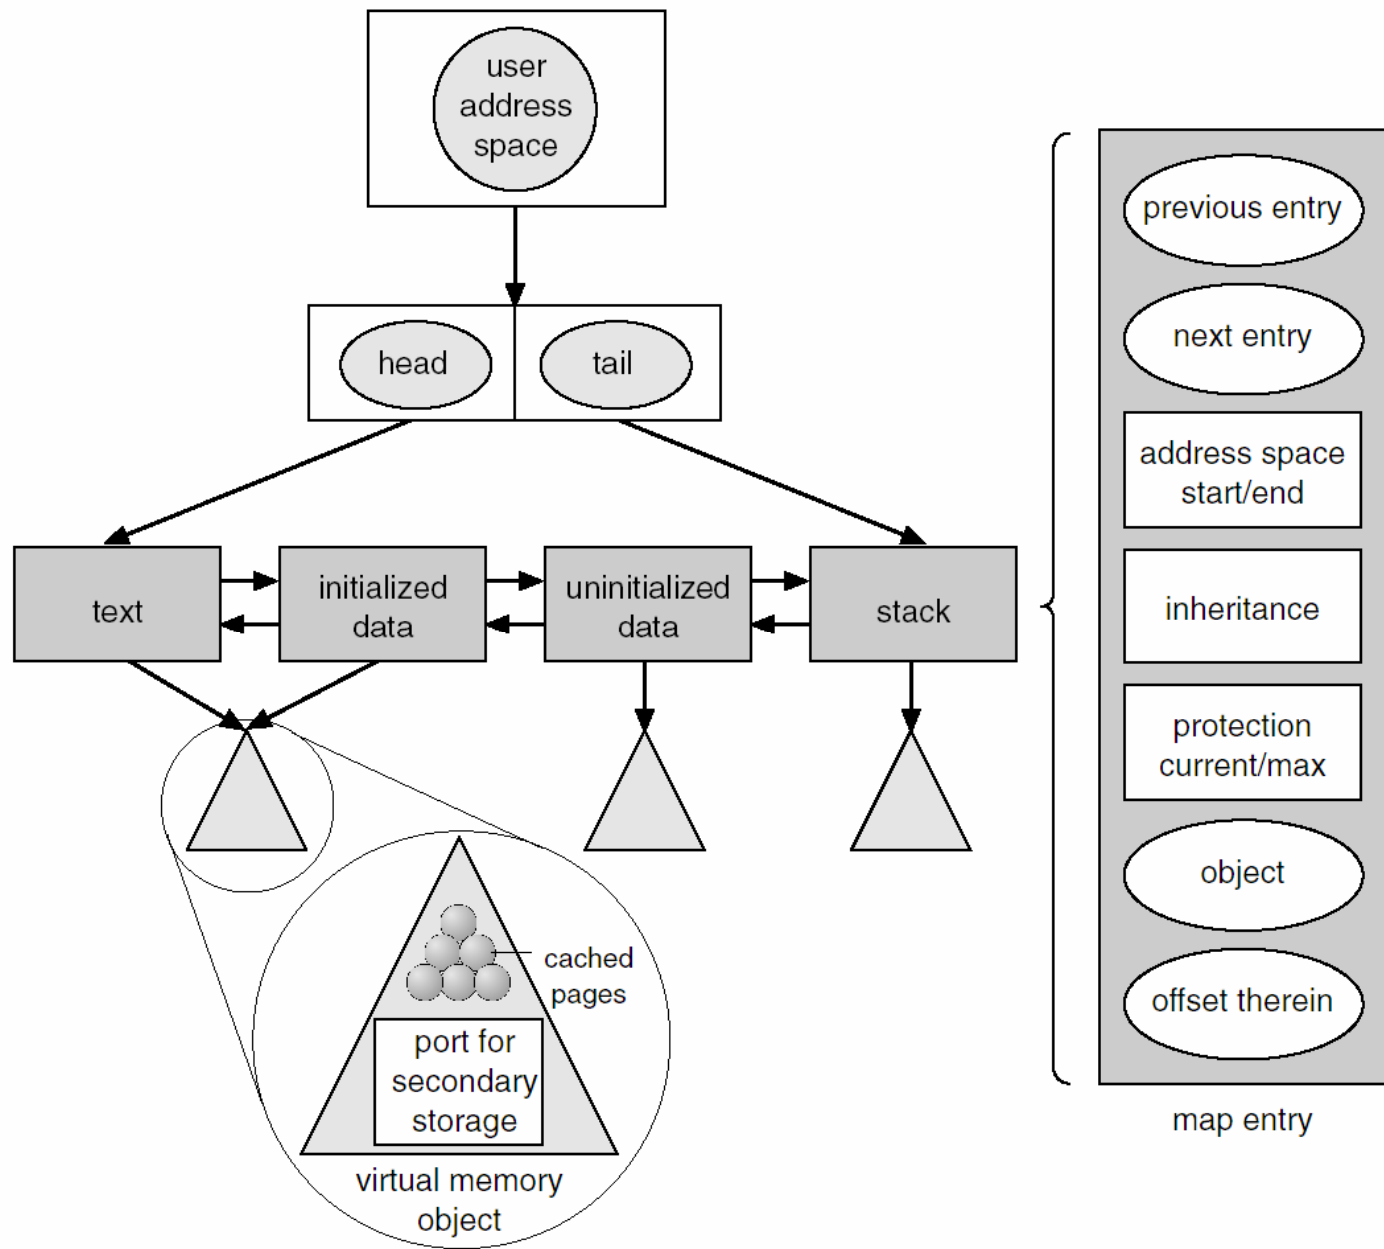 user
address
space
head
tail
text
initialized
data
uninitialized
data
stack
cached
pages
port for
secondary
storage
virtual memory
object
previous entry
next entry
address space
start/end
inheritance
protection
current/max
object
offset therein
map entry